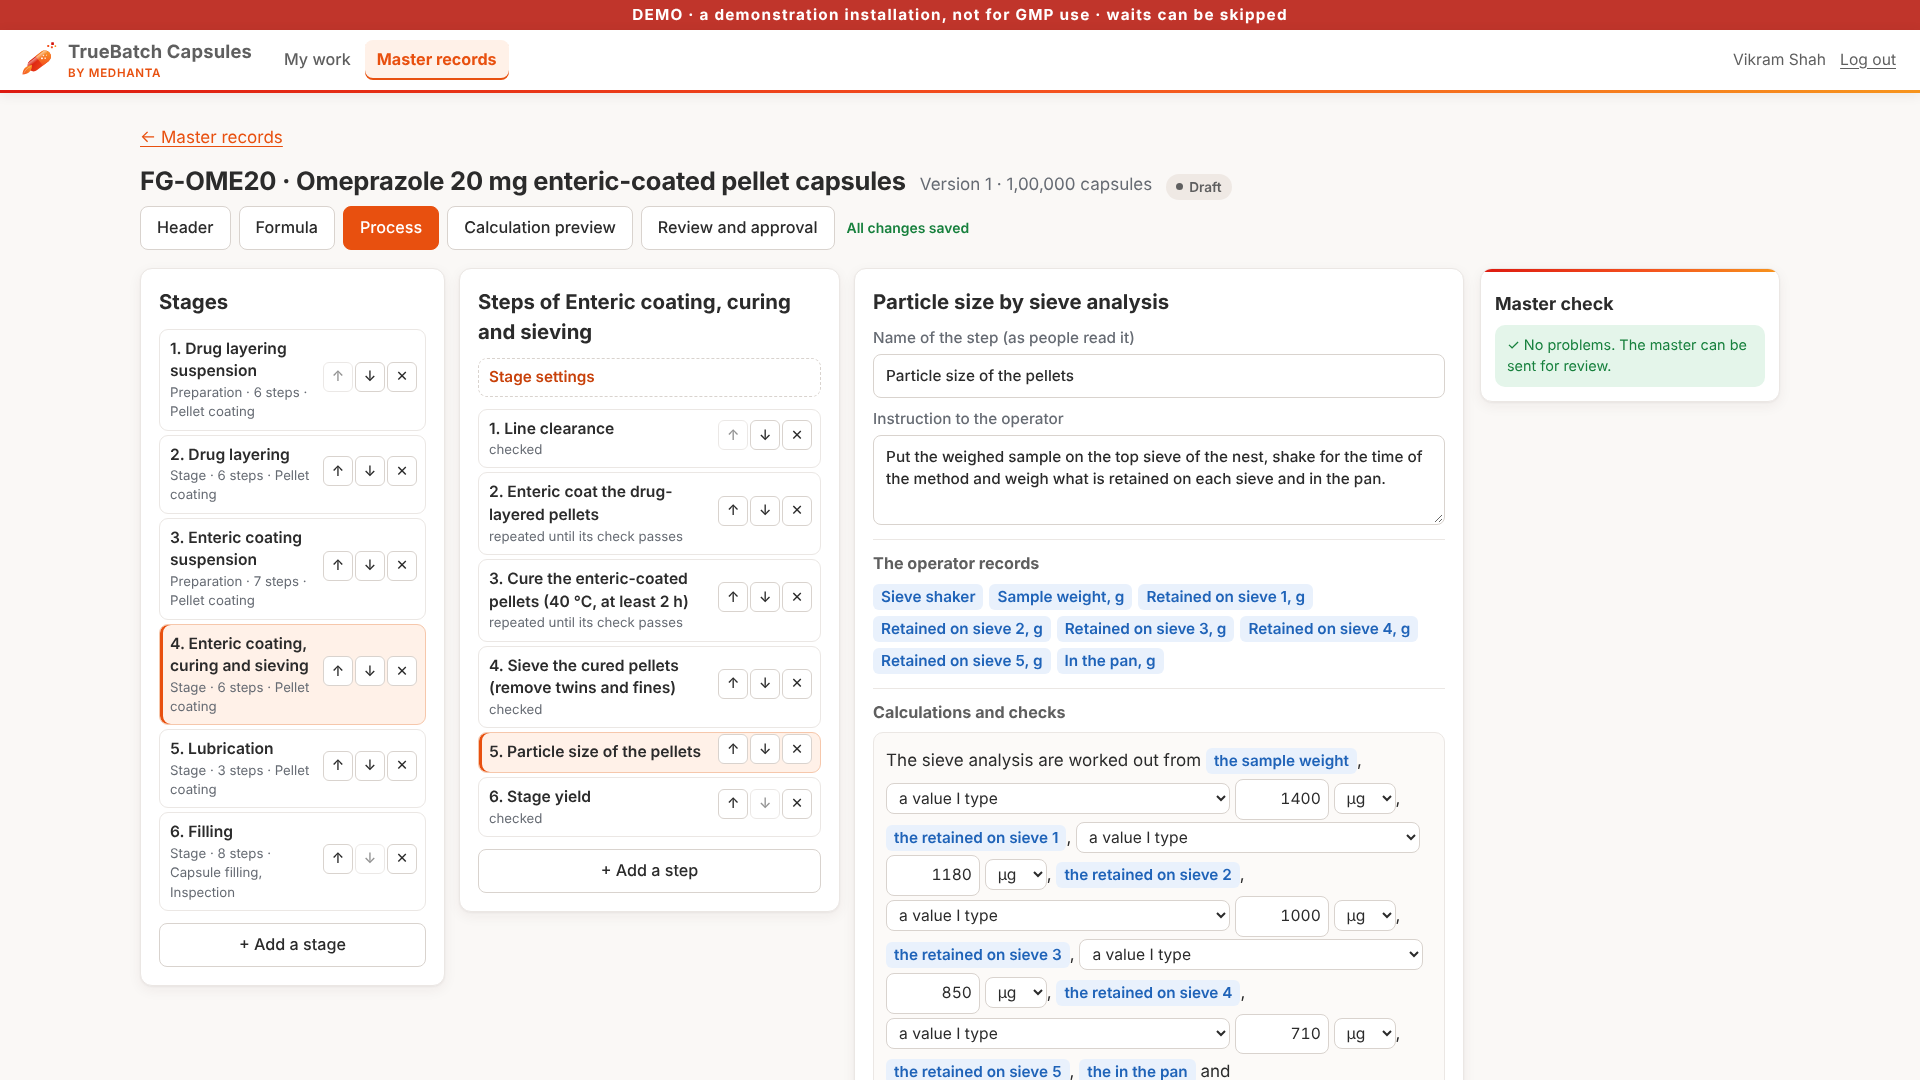 DEMO · a demonstration installation, not for GMP use · waits can be skipped
TrueBatch Capsules
BY MEDHANTA
My work
Master records
Vikram Shah
Log out
← Master records
FG-OME20 · Omeprazole 20 mg enteric-coated pellet capsules
Version 1 · 1,00,000 capsules
Draft
Header
Formula
Process
Calculation preview
Review and approval
All changes saved
Stages
1. Drug layering
suspension
Preparation · 6 steps ·
Pellet coating
↑ ↓ ✕
2. Drug layering
Stage · 6 steps · Pellet
coating
↑ ↓ ✕
3. Enteric coating
suspension
Preparation · 7 steps ·
Pellet coating
↑ ↓ ✕
4. Enteric coating,
curing and sieving
Stage · 6 steps · Pellet
coating
↑ ↓ ✕
5. Lubrication
Stage · 3 steps · Pellet
coating
↑ ↓ ✕
6. Filling
Stage · 8 steps ·
Capsule filling,
Inspection
↑ ↓ ✕
+ Add a stage
Steps of Enteric coating, curing
and sieving
Stage settings
1. Line clearance
checked
↑ ↓ ✕
2. Enteric coat the drug-
layered pellets
repeated until its check passes
↑ ↓ ✕
3. Cure the enteric-coated
pellets (40 °C, at least 2 h)
repeated until its check passes
↑ ↓ ✕
4. Sieve the cured pellets
(remove twins and fines)
checked
↑ ↓ ✕
5. Particle size of the pellets
↑ ↓ ✕
6. Stage yield
checked
↑ ↓ ✕
+ Add a step
Particle size by sieve analysis
Name of the step (as people read it)
Particle size of the pellets
Instruction to the operator
Put the weighed sample on the top sieve of the nest, shake for the time of
the method and weigh what is retained on each sieve and in the pan.
The operator records
Sieve shaker Sample weight, g Retained on sieve 1, g
Retained on sieve 2, g Retained on sieve 3, g Retained on sieve 4, g
Retained on sieve 5, g In the pan, g
Calculations and checks
The sieve analysis are worked out from the sample weight ,
a value I type 1400 µg ,
the retained on sieve 1 , a value I type
1180 µg , the retained on sieve 2 ,
a value I type 1000 µg ,
the retained on sieve 3 , a value I type
850 µg , the retained on sieve 4 ,
a value I type 710 µg ,
the retained on sieve 5 , the in the pan and
Master check
✓ No problems. The master can be
sent for review.